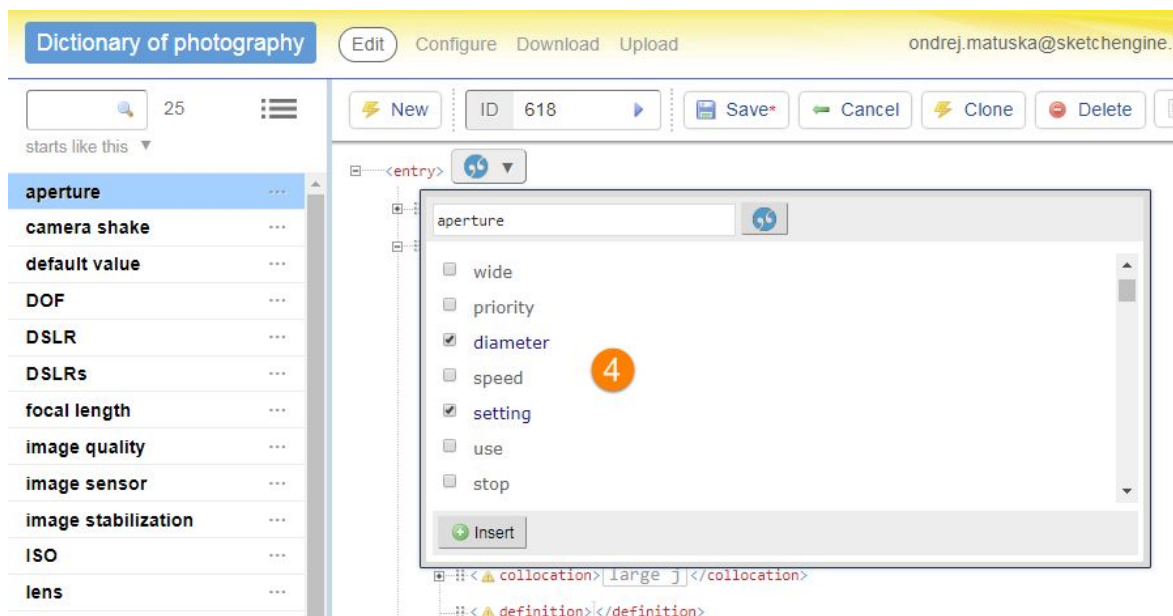 Dictionary of photography Edit Configure Download Upload ondrej.matuska@sketchengine.
25
starts like this ▼
aperture
camera shake
default value
DOF
DSLR
DSLRs
focal length
image quality
image sensor
image stabilization
ISO
lens
New ID 618 Save* Cancel Clone Delete
<entry>
aperture
wide
priority
diameter
speed
setting
use
stop
4
Insert
<collocation> large j </collocation>
<definition></definition>